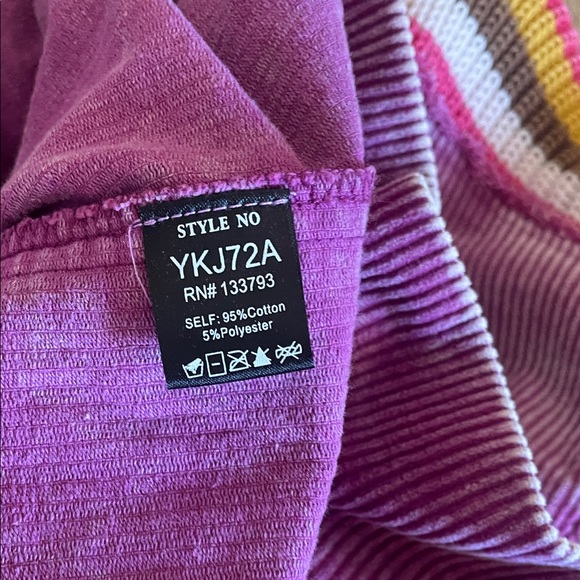 STYLE NO
YKJ72A
RN# 133793
SELF: 95%Cotton
5%Polyester